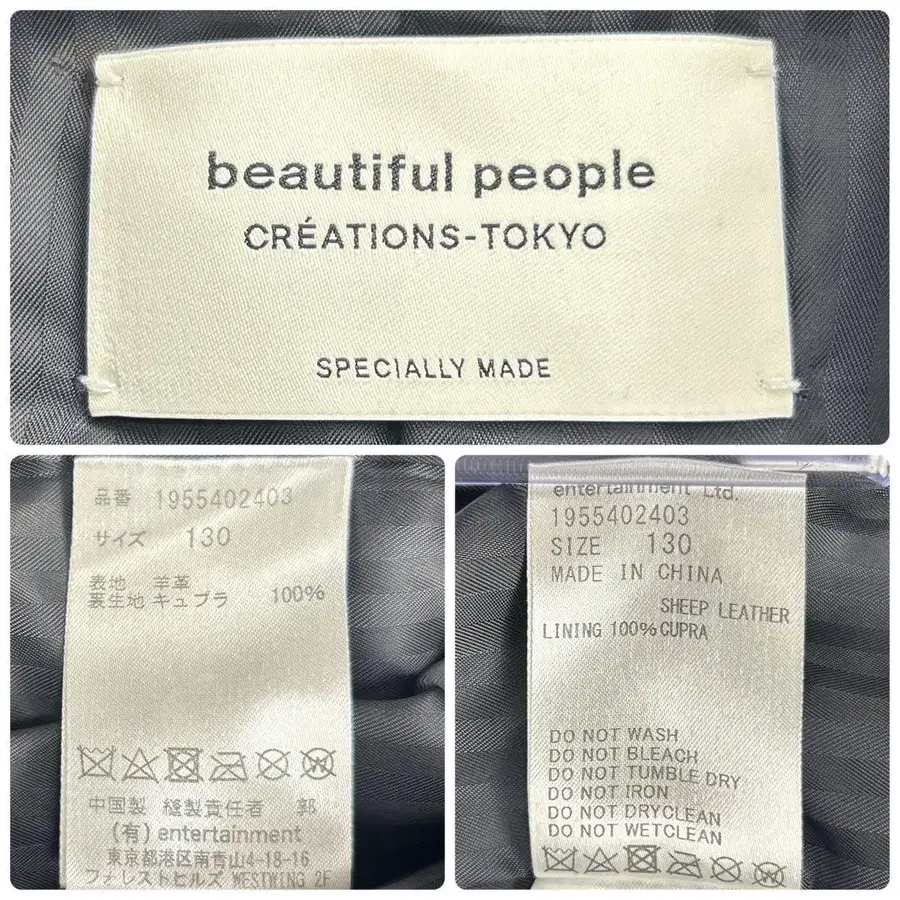 beautiful people
CRÉATIONS-TOKYO
SPECIALLY MADE
品番 1955402403
サイズ 130
表地 羊革
裏生地 キュプラ 100%
中国製 縫製責任者 郭
(有) entertainment
東京都港区南青山4-18-16
フォレストヒルズ WESTWING 2F
entertainment Ltd.
1955402403
SIZE 130
MADE IN CHINA
SHEEP LEATHER
LINING 100% CUPRA
DO NOT WASH
DO NOT BLEACH
DO NOT TUMBLE DRY
DO NOT IRON
DO NOT DRYCLEAN
DO NOT WETCLEAN